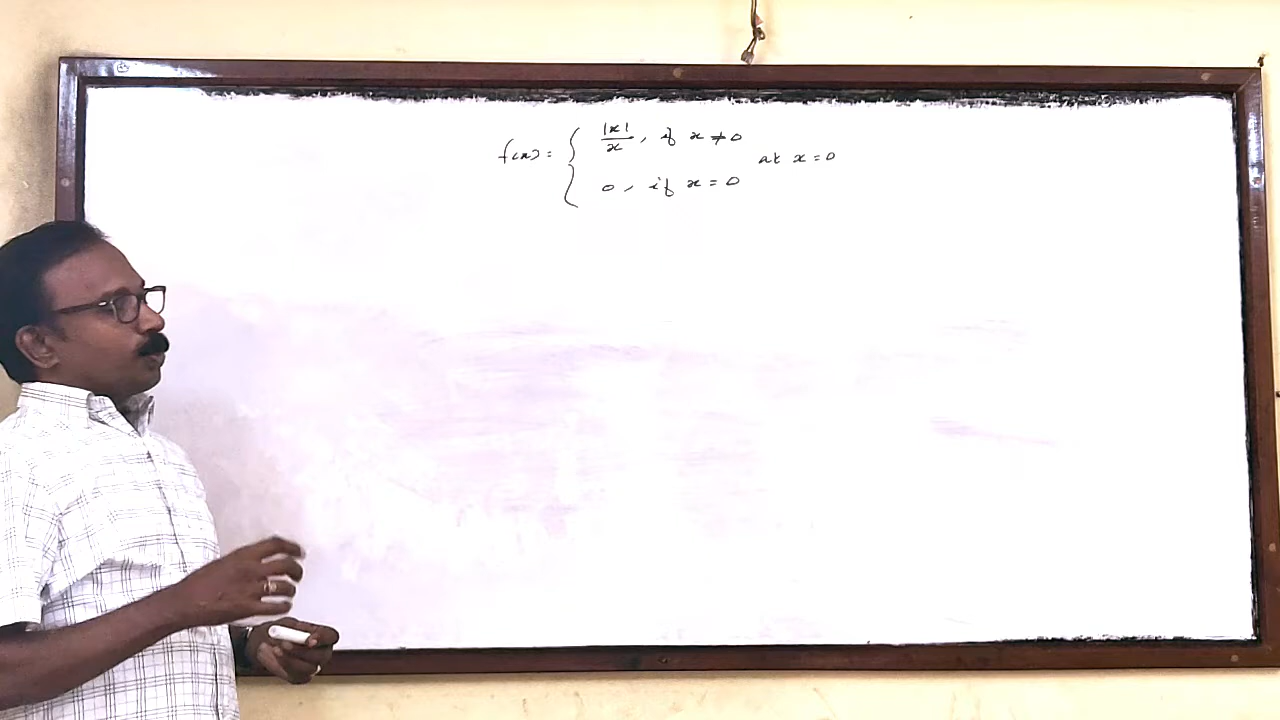 f(x) = { |x|/x , if x ≠ 0
0 , if x = 0
at x = 0